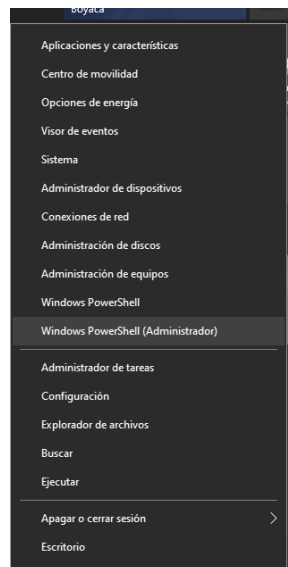 Boyacá
Aplicaciones y características
Centro de movilidad
Opciones de energía
Visor de eventos
Sistema
Administrador de dispositivos
Conexiones de red
Administración de discos
Administración de equipos
Windows PowerShell
Windows PowerShell (Administrador)
Administrador de tareas
Configuración
Explorador de archivos
Buscar
Ejecutar
Apagar o cerrar sesión
Escritorio